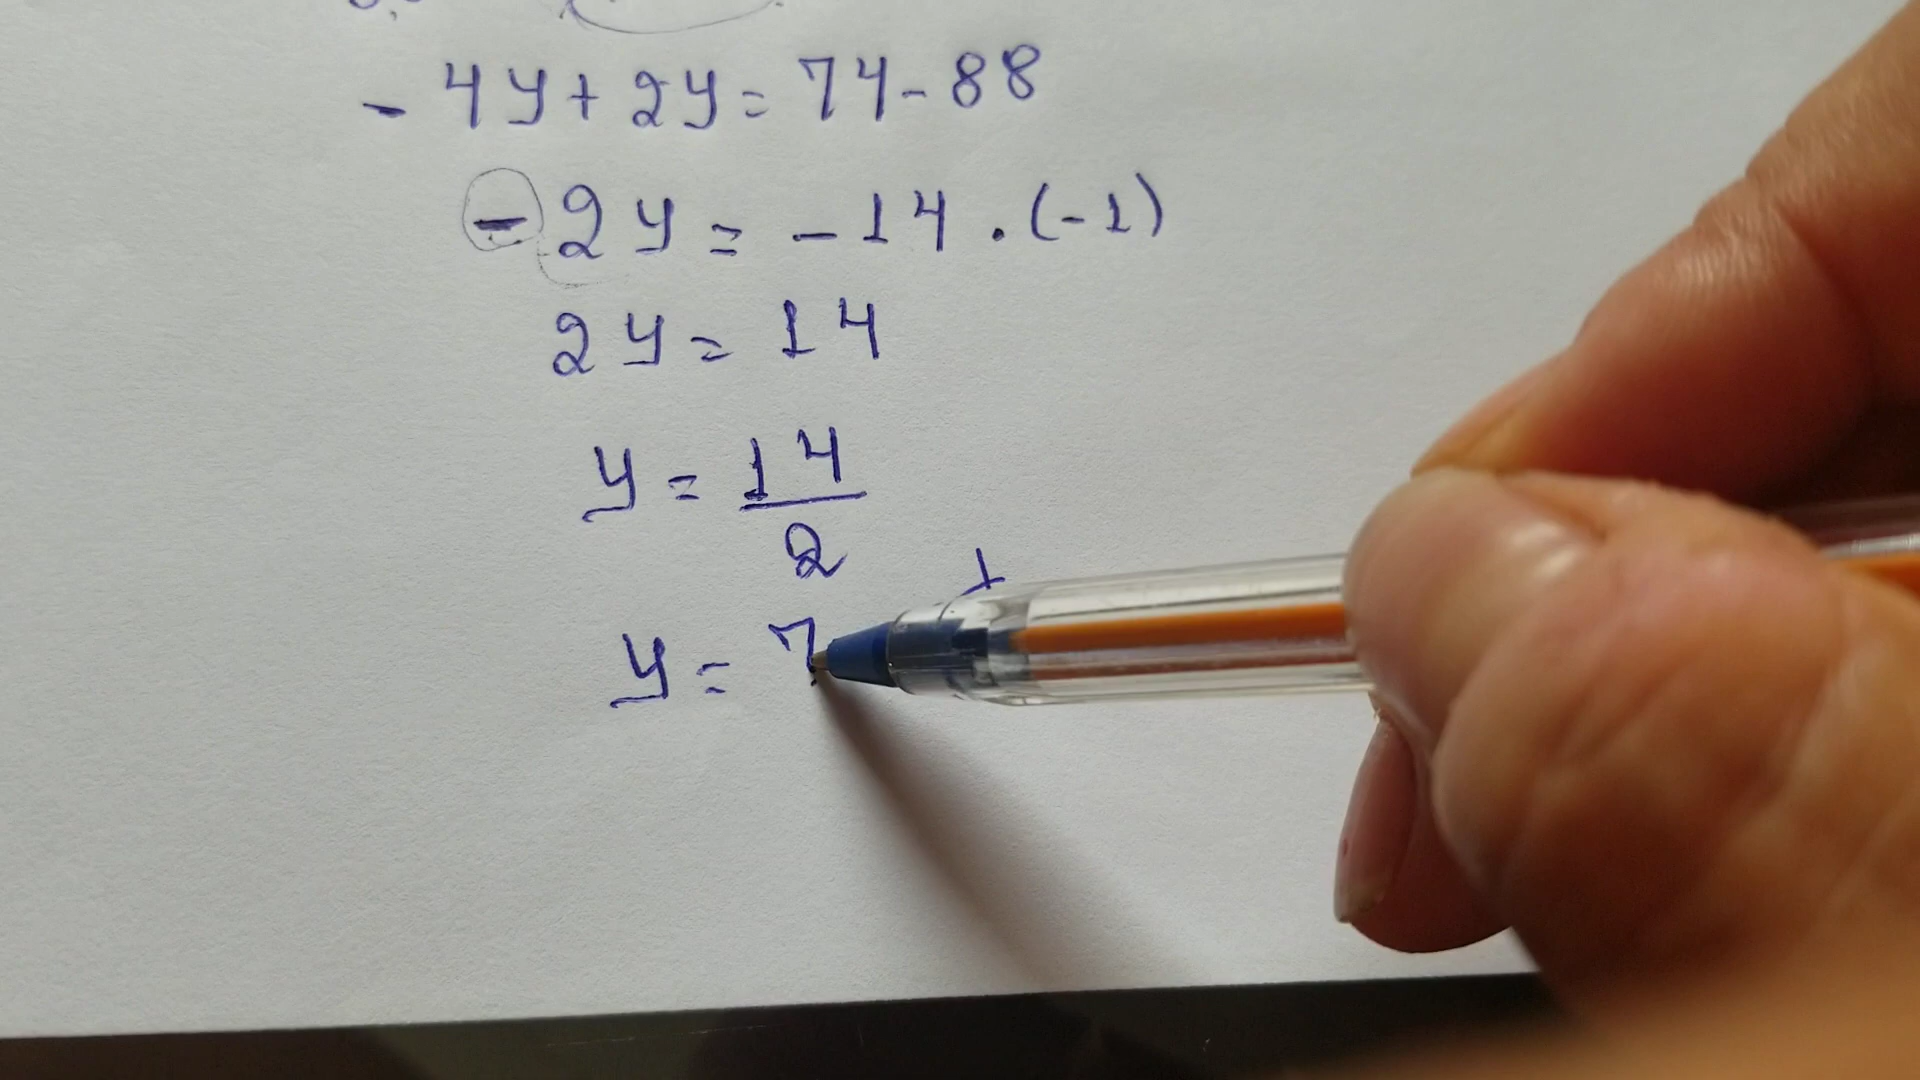 - 4y + 2y = 74 - 88
- 2y = - 14 . (-1)
2y = 14
y = 14
2
y = 7